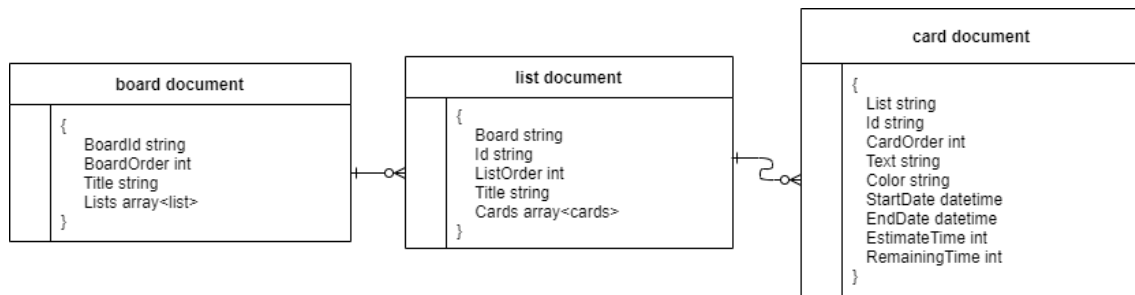 board document
{
BoardId string
BoardOrder int
Title string
Lists array<list>
}
list document
{
Board string
Id string
ListOrder int
Title string
Cards array<cards>
}
card document
{
List string
Id string
CardOrder int
Text string
Color string
StartDate datetime
EndDate datetime
EstimateTime int
RemainingTime int
}